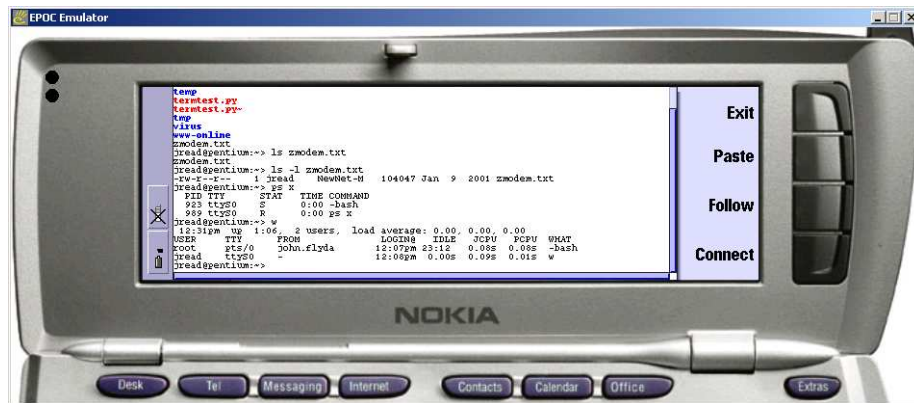 EPOC Emulator
temp
termtest.py
termtest.py~
tmp
virus
www-online
zmodem.txt
jread@pentium:~> ls zmodem.txt
zmodem.txt
jread@pentium:~> ls -l zmodem.txt
-rw-r--r-- 1 jread NewNet-M 104047 Jan 9 2001 zmodem.txt
jread@pentium:~> ps x
PID TTY STAT TIME COMMAND
923 ttyS0 S 0:00 -bash
989 ttyS0 R 0:00 ps x
jread@pentium:~> w
12:31pm up 1:06, 2 users, load average: 0.00, 0.00, 0.00
USER TTY FROM LOGIN@ IDLE JCPU PCPU WHAT
root pts/0 john.flyda 12:07pm 23:12 0.08s 0.08s -bash
jread ttyS0 - 12:08pm 0.00s 0.09s 0.01s w
jread@pentium:~>
Exit
Paste
Follow
Connect
NOKIA
Desk Tel Messaging Internet Contacts Calendar Office Extras